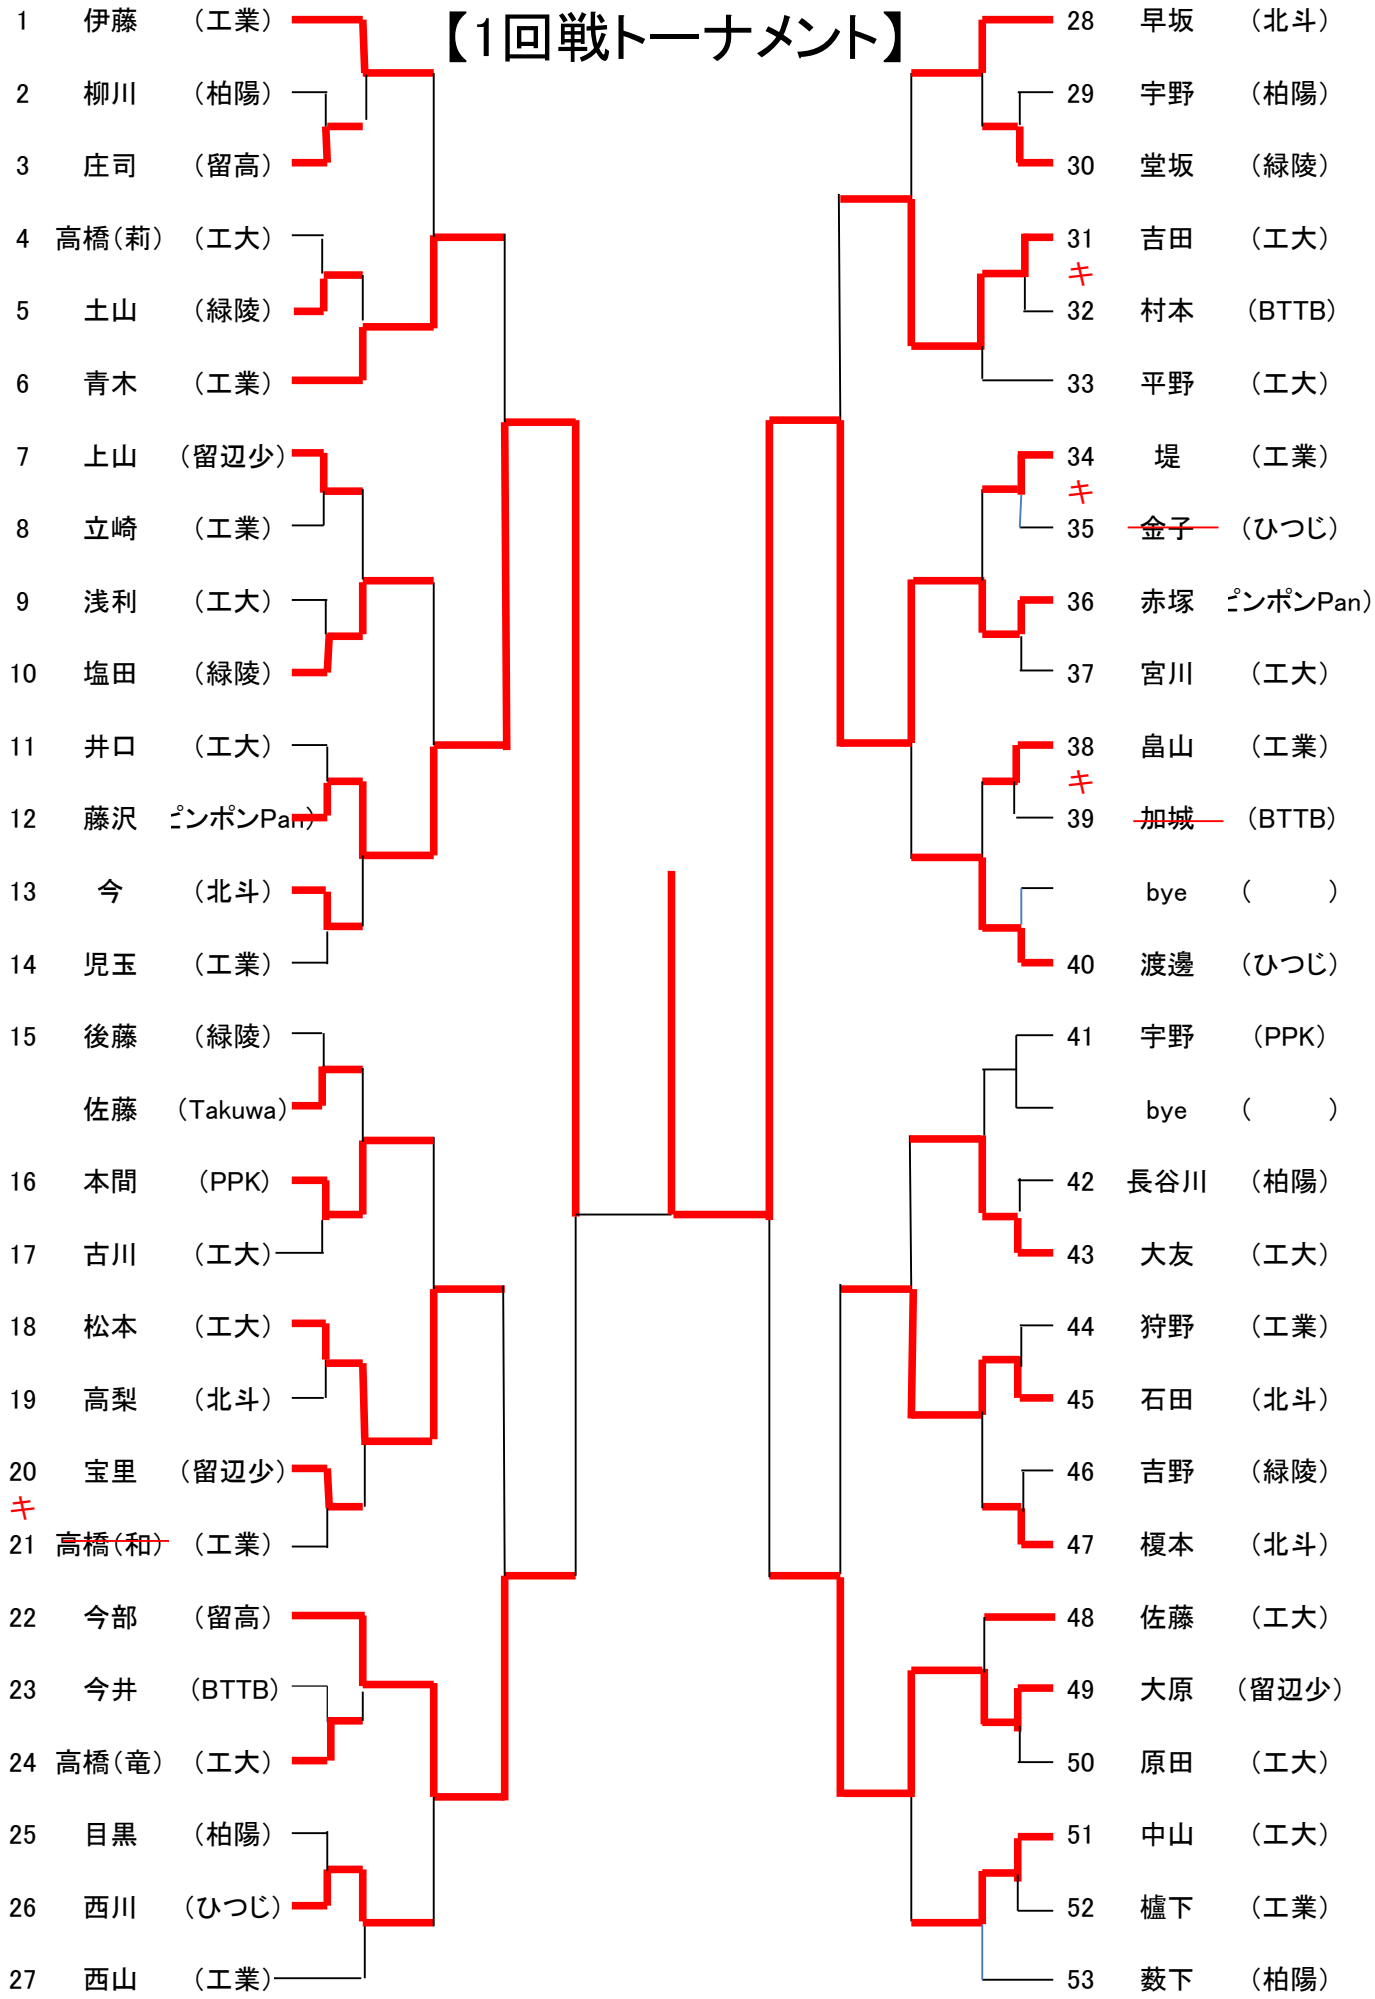 【1回戦トーナメント】
1 伊藤 (工業)
2 柳川 (柏陽)
3 庄司 (留高)
4 高橋(莉) (工大)
5 土山 (緑陵)
6 青木 (工業)
7 上山 (留辺少)
8 立崎 (工業)
9 浅利 (工大)
10 塩田 (緑陵)
11 井口 (工大)
12 藤沢 ピンポンPan)
13 今 (北斗)
14 児玉 (工業)
15 後藤 (緑陵)
佐藤 (Takuwa)
16 本間 (PPK)
17 古川 (工大)
18 松本 (工大)
19 高梨 (北斗)
20 宝里 (留辺少)
キ
21 高橋(和) (工業)
22 今部 (留高)
23 今井 (BTTB)
24 高橋(竜) (工大)
25 目黒 (柏陽)
26 西川 (ひつじ)
27 西山 (工業)
28 早坂 (北斗)
29 宇野 (柏陽)
30 堂坂 (緑陵)
31 吉田 (工大)
キ
32 村本 (BTTB)
33 平野 (工大)
34 堤 (工業)
キ
35 金子 (ひつじ)
36 赤塚 ピンポンPan)
37 宮川 (工大)
38 畠山 (工業)
キ
39 加城 (BTTB)
bye ( )
40 渡邊 (ひつじ)
41 宇野 (PPK)
bye ( )
42 長谷川 (柏陽)
43 大友 (工大)
44 狩野 (工業)
45 石田 (北斗)
46 吉野 (緑陵)
47 榎本 (北斗)
48 佐藤 (工大)
49 大原 (留辺少)
50 原田 (工大)
51 中山 (工大)
52 櫨下 (工業)
53 薮下 (柏陽)